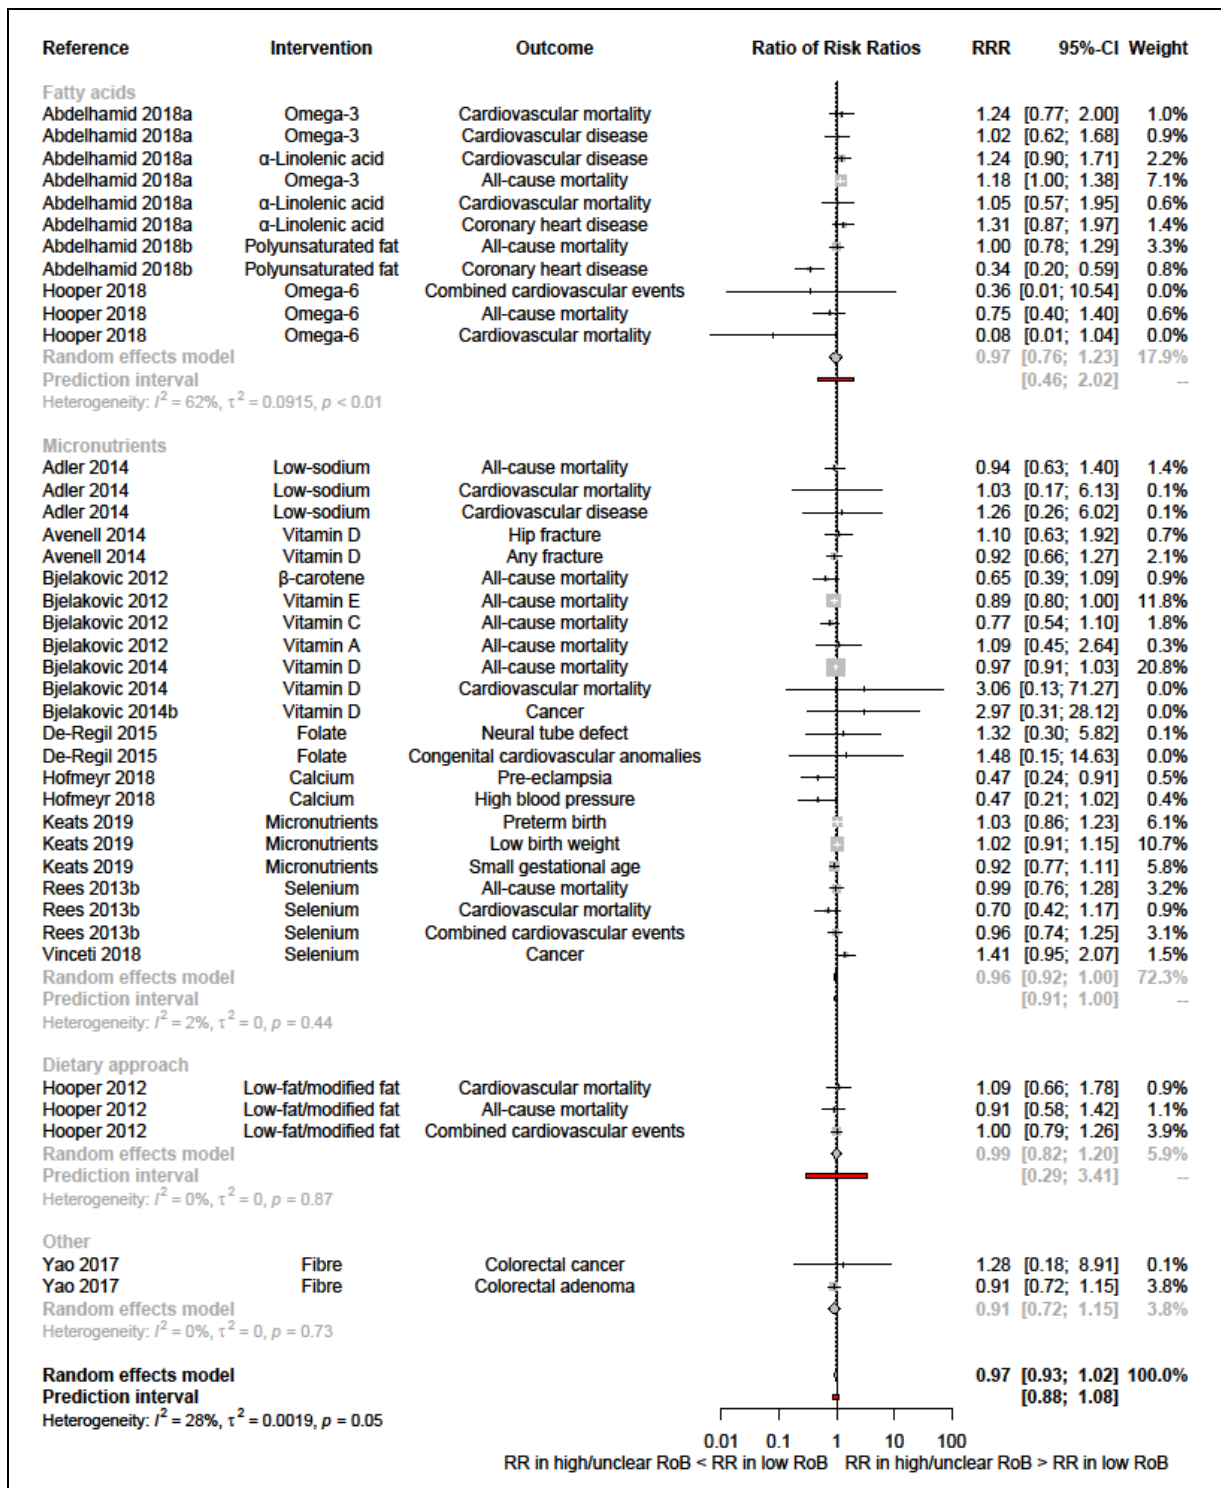 Reference Intervention Outcome Ratio of Risk Ratios RRR 95%-CI Weight
Fatty acids
Abdelhamid 2018a Omega-3 Cardiovascular mortality 1.24 [0.77; 2.00] 1.0%
Abdelhamid 2018a Omega-3 Cardiovascular disease 1.02 [0.62; 1.68] 0.9%
Abdelhamid 2018a α-Linolenic acid Cardiovascular disease 1.24 [0.90; 1.71] 2.2%
Abdelhamid 2018a Omega-3 All-cause mortality 1.18 [1.00; 1.38] 7.1%
Abdelhamid 2018a α-Linolenic acid Cardiovascular mortality 1.05 [0.57; 1.95] 0.6%
Abdelhamid 2018a α-Linolenic acid Coronary heart disease 1.31 [0.87; 1.97] 1.4%
Abdelhamid 2018b Polyunsaturated fat All-cause mortality 1.00 [0.78; 1.29] 3.3%
Abdelhamid 2018b Polyunsaturated fat Coronary heart disease 0.34 [0.20; 0.59] 0.8%
Hooper 2018 Omega-6 Combined cardiovascular events 0.36 [0.01; 10.54] 0.0%
Hooper 2018 Omega-6 All-cause mortality 0.75 [0.40; 1.40] 0.6%
Hooper 2018 Omega-6 Cardiovascular mortality 0.08 [0.01; 1.04] 0.0%
Random effects model 0.97 [0.76; 1.23] 17.9%
Prediction interval [0.46; 2.02] --
Heterogeneity: I² = 62%, τ² = 0.0915, p < 0.01
Micronutrients
Adler 2014 Low-sodium All-cause mortality 0.94 [0.63; 1.40] 1.4%
Adler 2014 Low-sodium Cardiovascular mortality 1.03 [0.17; 6.13] 0.1%
Adler 2014 Low-sodium Cardiovascular disease 1.26 [0.26; 6.02] 0.1%
Avenell 2014 Vitamin D Hip fracture 1.10 [0.63; 1.92] 0.7%
Avenell 2014 Vitamin D Any fracture 0.92 [0.66; 1.27] 2.1%
Bjelakovic 2012 β-carotene All-cause mortality 0.65 [0.39; 1.09] 0.9%
Bjelakovic 2012 Vitamin E All-cause mortality 0.89 [0.80; 1.00] 11.8%
Bjelakovic 2012 Vitamin C All-cause mortality 0.77 [0.54; 1.10] 1.8%
Bjelakovic 2012 Vitamin A All-cause mortality 1.09 [0.45; 2.64] 0.3%
Bjelakovic 2014 Vitamin D All-cause mortality 0.97 [0.91; 1.03] 20.8%
Bjelakovic 2014 Vitamin D Cardiovascular mortality 3.06 [0.13; 71.27] 0.0%
Bjelakovic 2014b Vitamin D Cancer 2.97 [0.31; 28.12] 0.0%
De-Regil 2015 Folate Neural tube defect 1.32 [0.30; 5.82] 0.1%
De-Regil 2015 Folate Congenital cardiovascular anomalies 1.48 [0.15; 14.63] 0.0%
Hofmeyr 2018 Calcium Pre-eclampsia 0.47 [0.24; 0.91] 0.5%
Hofmeyr 2018 Calcium High blood pressure 0.47 [0.21; 1.02] 0.4%
Keats 2019 Micronutrients Preterm birth 1.03 [0.86; 1.23] 6.1%
Keats 2019 Micronutrients Low birth weight 1.02 [0.91; 1.15] 10.7%
Keats 2019 Micronutrients Small gestational age 0.92 [0.77; 1.11] 5.8%
Rees 2013b Selenium All-cause mortality 0.99 [0.76; 1.28] 3.2%
Rees 2013b Selenium Cardiovascular mortality 0.70 [0.42; 1.17] 0.9%
Rees 2013b Selenium Combined cardiovascular events 0.96 [0.74; 1.25] 3.1%
Vinceti 2018 Selenium Cancer 1.41 [0.95; 2.07] 1.5%
Random effects model 0.96 [0.92; 1.00] 72.3%
Prediction interval [0.91; 1.00] --
Heterogeneity: I² = 2%, τ² = 0, p = 0.44
Dietary approach
Hooper 2012 Low-fat/modified fat Cardiovascular mortality 1.09 [0.66; 1.78] 0.9%
Hooper 2012 Low-fat/modified fat All-cause mortality 0.91 [0.58; 1.42] 1.1%
Hooper 2012 Low-fat/modified fat Combined cardiovascular events 1.00 [0.79; 1.26] 3.9%
Random effects model 0.99 [0.82; 1.20] 5.9%
Prediction interval [0.29; 3.41] --
Heterogeneity: I² = 0%, τ² = 0, p = 0.87
Other
Yao 2017 Fibre Colorectal cancer 1.28 [0.18; 8.91] 0.1%
Yao 2017 Fibre Colorectal adenoma 0.91 [0.72; 1.15] 3.8%
Random effects model 0.91 [0.72; 1.15] 3.8%
Heterogeneity: I² = 0%, τ² = 0, p = 0.73
Random effects model 0.97 [0.93; 1.02] 100.0%
Prediction interval [0.88; 1.08]
Heterogeneity: I² = 28%, τ² = 0.0019, p = 0.05
0.01 0.1 1 10 100
RR in high/unclear RoB < RR in low RoB RR in high/unclear RoB > RR in low RoB